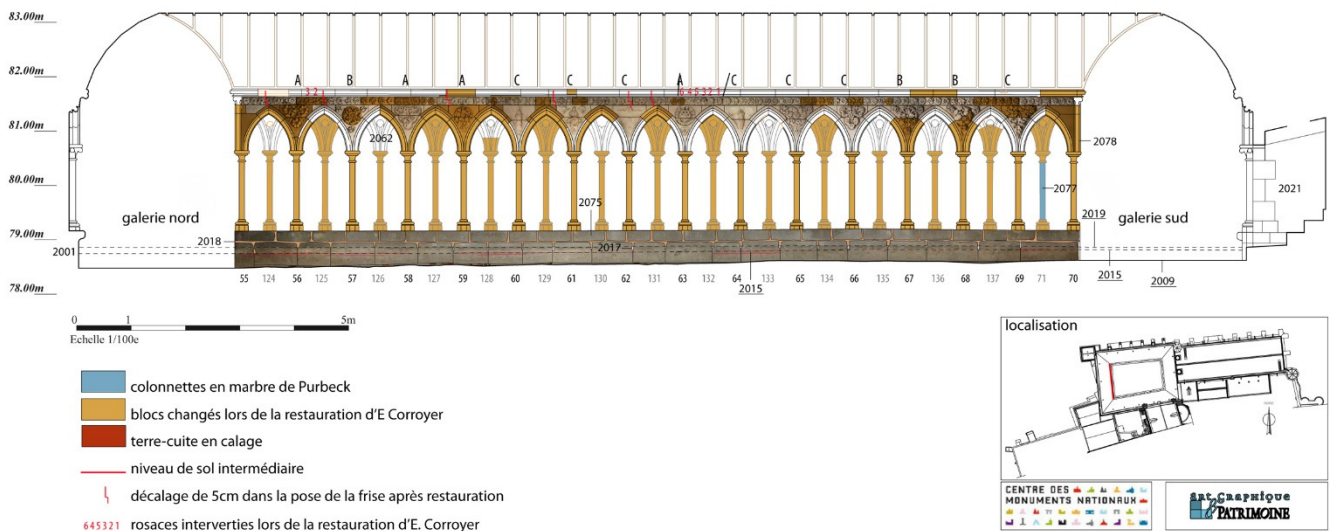 83.00m
82.00m
A B A A C C C A C C C B B C
3 2 1
6 4 5 3 2 1
81.00m
2062
2078
80.00m
2077
galerie nord
2075
galerie sud
2021
79.00m
2018
2017
2019
2001
2015
2009
55 124 56 125 57 126 58 127 59 128 60 129 61 130 62 131 63 132 64 133 65 134 66 135 67 136 68 137 69 71 70
2015
78.00m
0 1 5m
Echelle 1/100e
localisation
colonnettes en marbre de Purbeck
blocs changés lors de la restauration d'E Corroyer
terre-cuite en calage
niveau de sol intermédiaire
décalage de 5cm dans la pose de la frise après restauration
645321 rosaces interverties lors de la restauration d'E. Corroyer
CENTRE DES
MONUMENTS NATIONAUX
Art Graphique
& PATRIMOINE